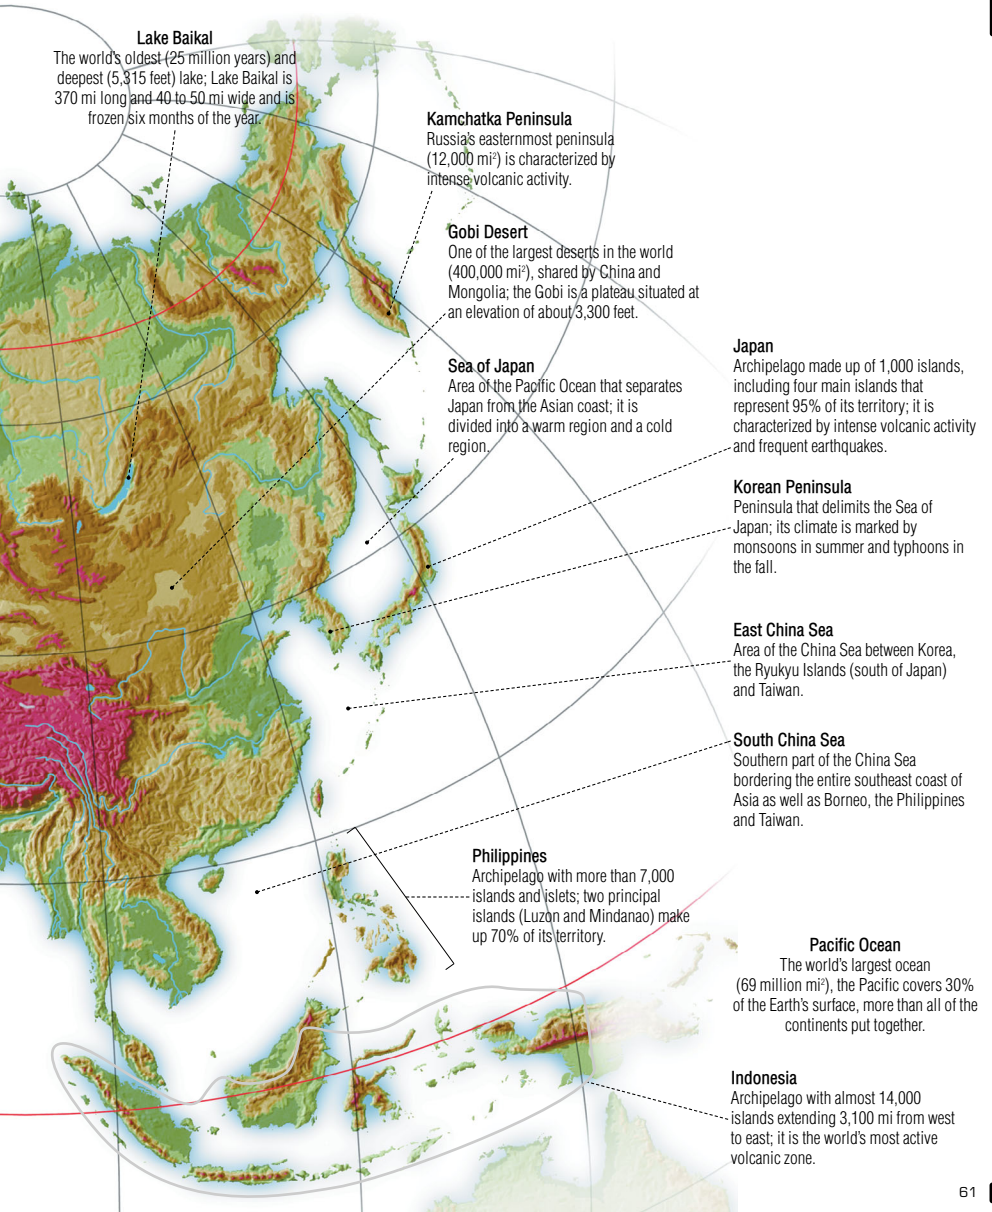 Lake Baikal
The world's oldest (25 million years) and
deepest (5,315 feet) lake; Lake Baikal is
370 mi long and 40 to 50 mi wide and is
frozen six months of the year.
Kamchatka Peninsula
Russia's easternmost peninsula
(12,000 mi²) is characterized by
intense volcanic activity.
Gobi Desert
One of the largest deserts in the world
(400,000 mi²), shared by China and
Mongolia; the Gobi is a plateau situated at
an elevation of about 3,300 feet.
Sea of Japan
Area of the Pacific Ocean that separates
Japan from the Asian coast; it is
divided into a warm region and a cold
region.
Japan
Archipelago made up of 1,000 islands,
including four main islands that
represent 95% of its territory; it is
characterized by intense volcanic activity
and frequent earthquakes.
Korean Peninsula
Peninsula that delimits the Sea of
Japan; its climate is marked by
monsoons in summer and typhoons in
the fall.
East China Sea
Area of the China Sea between Korea,
the Ryukyu Islands (south of Japan)
and Taiwan.
South China Sea
Southern part of the China Sea
bordering the entire southeast coast of
Asia as well as Borneo, the Philippines
and Taiwan.
Philippines
Archipelago with more than 7,000
islands and islets; two principal
islands (Luzon and Mindanao) make
up 70% of its territory.
Pacific Ocean
The world's largest ocean
(69 million mi²), the Pacific covers 30%
of the Earth's surface, more than all of the
continents put together.
Indonesia
Archipelago with almost 14,000
islands extending 3,100 mi from west
to east; it is the world's most active
volcanic zone.
61